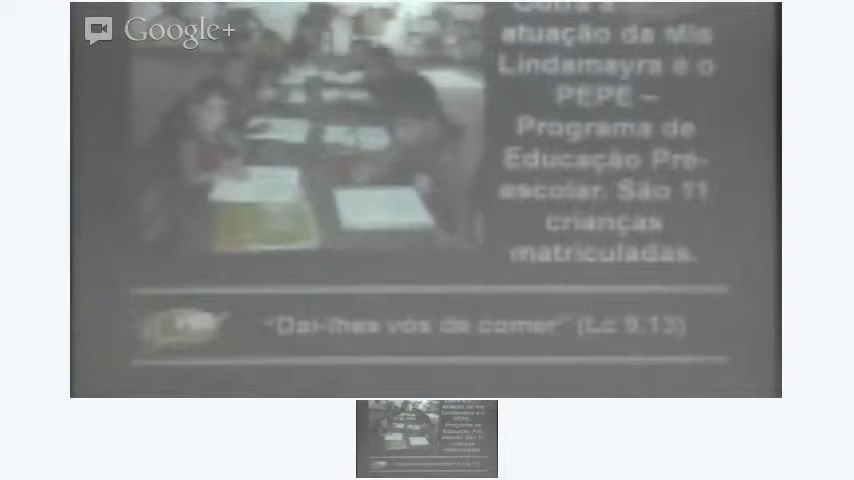 Google+
Outra a
atuação da Mis
Lindamayra é o
PEPE –
Programa de
Educação Pré-
escolar. São 11
crianças
matriculadas.
"Dai-lhes vós de comer" (Lc 9.13)